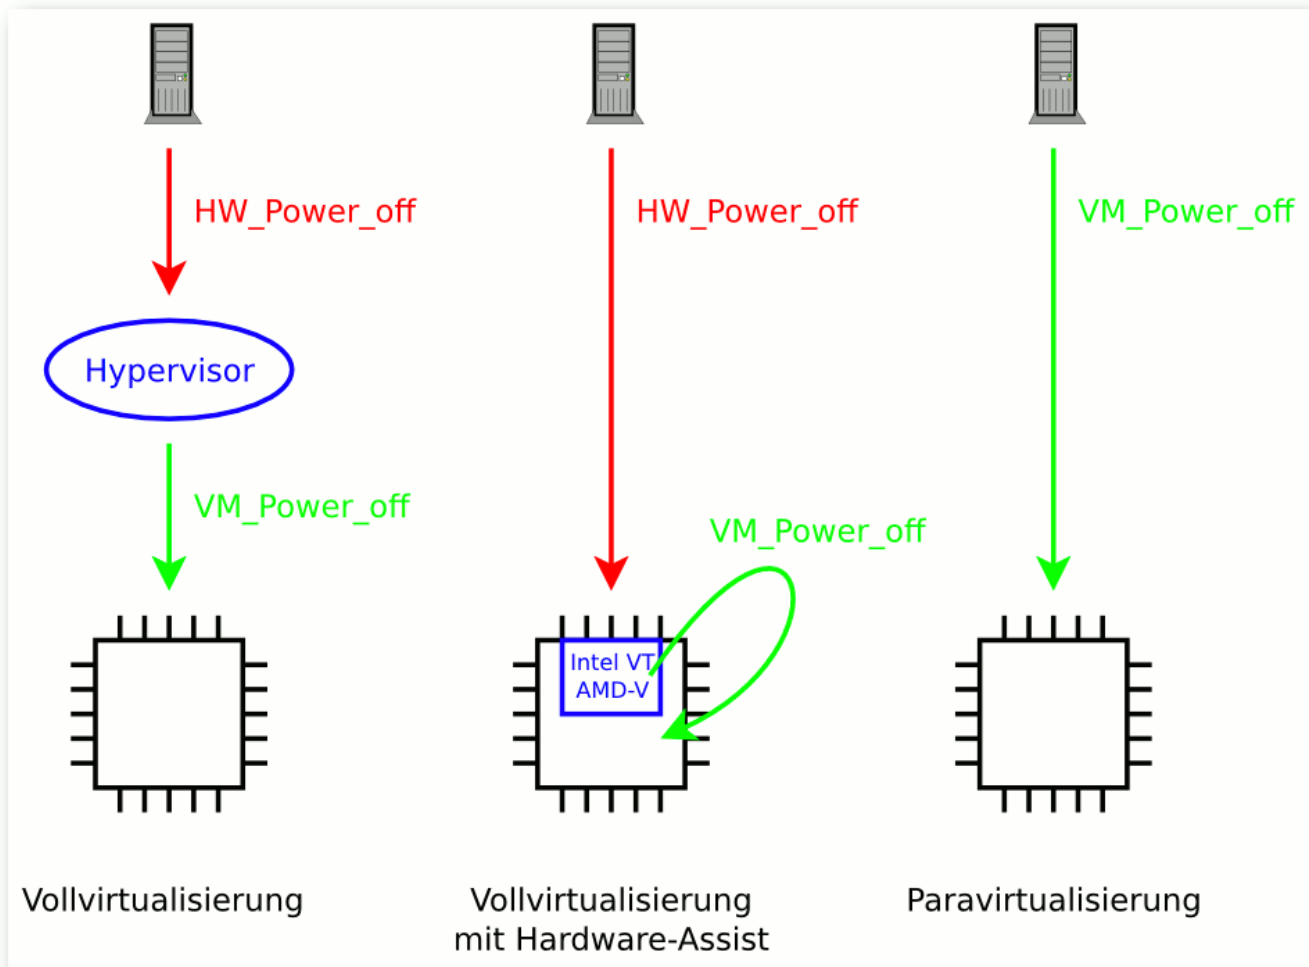 HW_Power_off
HW_Power_off
VM_Power_off
Hypervisor
VM_Power_off
VM_Power_off
Intel VT
AMD-V
Vollvirtualisierung
Vollvirtualisierung
mit Hardware-Assist
Paravirtualisierung